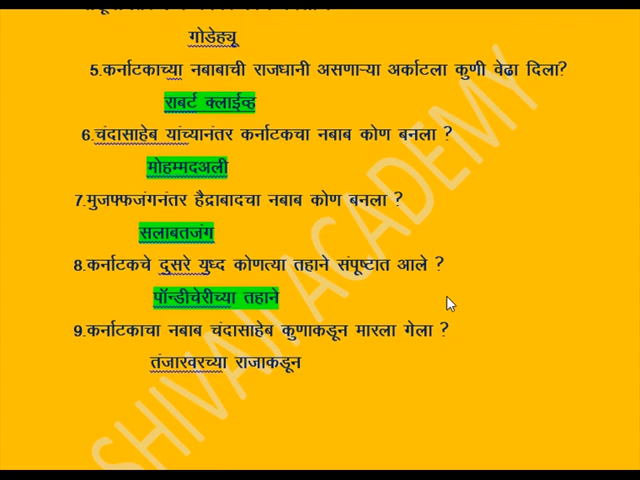 गोडेह्यू
5.कर्नाटकाच्या नबाबाची राजधानी असणाऱ्या अर्काटला कुणी वेढा दिला?
राबर्ट क्लाईव्ह
6.चंदासाहेब यांच्यानंतर कर्नाटकचा नबाब कोण बनला ?
मोहम्मदअली
7.मुजफ्फजंगनंतर हैद्राबादचा नबाब कोण बनला ?
सलाबतजंग
8.कर्नाटकचे दुसरे युध्द कोणत्या तहाने संपूष्टात आले ?
पॉन्डीचेरीच्या तहाने
9.कर्नाटकाचा नबाब चंदासाहेब कुणाकडून मारला गेला ?
तंजारवरच्या राजाकडून
SHIVAJI ACADEMY